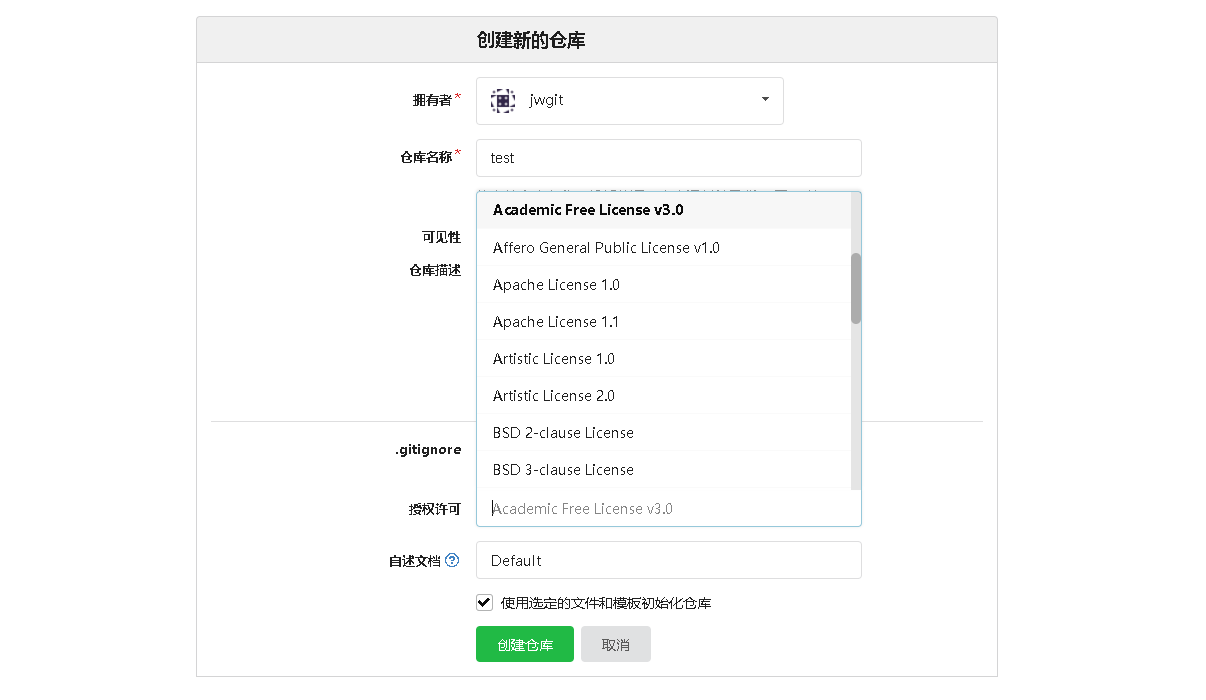 创建新的仓库
拥有者*
jwgit
仓库名称*
test
可见性
仓库描述
Academic Free License v3.0
Affero General Public License v1.0
Apache License 1.0
Apache License 1.1
Artistic License 1.0
Artistic License 2.0
BSD 2-clause License
BSD 3-clause License
.gitignore
授权许可
Academic Free License v3.0
自述文档
Default
使用选定的文件和模板初始化仓库
创建仓库
取消